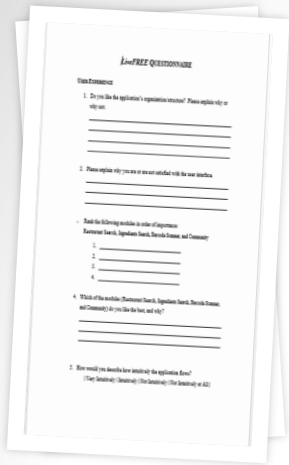 LiveFREE QUESTIONNAIRE
USER EXPERIENCE
1. Do you like the application's organization structure? Please explain why or
why not:
2. Please explain why you are or are not satisfied with the user interface.
Rank the following modules in order of importance:
Restaurant Search, Ingredients Search, Barcode Scanner, and Community
1.
2.
3.
4.
4. Which of the modules (Restaurant Search, Ingredients Search, Barcode Scanner,
and Community) do you like the best, and why?
5. How would you describe how intuitively the application flows?
(Very Intuitively | Intuitively | Not Intuitively | Not Intuitively at All)